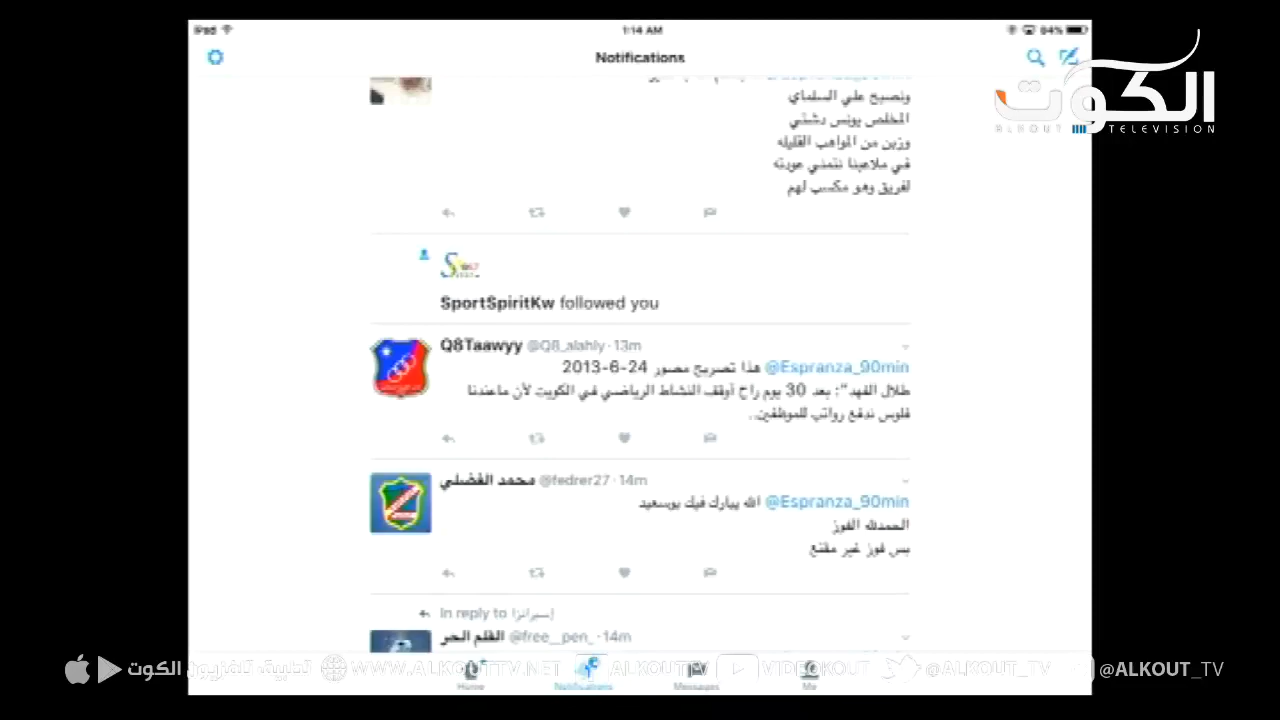 iPad
1:14 AM
94%
Notifications
الكوت
ALKOUT TELEVISION
ونصيح علي السلماي
المخلص يونس دشتي
وزين من المواهب القليله
في ملاعبنا نتمني عودته
لفريق وهو مكسب لهم
SportSpiritKw followed you
Q8Taawyy @Q8_alahly · 13m
@Espranza_90min هذا تصريح مصور 24-6-2013
طلال الفهد": بعد 30 يوم راح أوقف النشاط الرياضي في الكويت لأن ماعندنا
فلوس ندفع رواتب للموظفين..
محمد الفضلي @fedrer27 · 14m
@Espranza_90min الله يبارك فيك بوسعيد
الحمدلله الفوز
بس فوز غير مقنع
In reply to إسبرانزا
القلم الحر @free_pen_ · 14m
Home
Notifications
Messages
Me
تطبيق تلفزيون الكوت WWW.ALKOUTTV.NET ALKOUTTV VIDEOKOUT @ALKOUT_TV @ALKOUT_TV